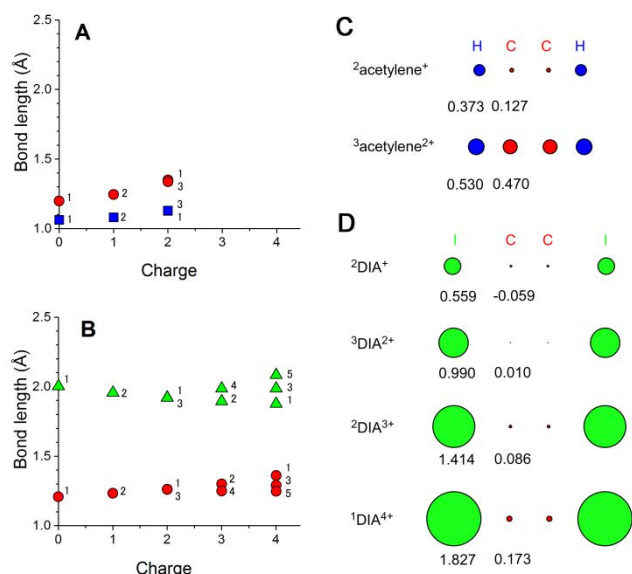 A
Bond length (Å)
2.5
2.0
1.5
1.0
1
2
1
3
1
2
3
1
0 1 2 3 4
Charge
B
Bond length (Å)
2.5
2.0
1.5
1.0
1
2
1
3
4
2
5
3
1
1
2
1
3
2
4
1
3
5
0 1 2 3 4
Charge
C
H C C H
²acetylene⁺
0.373 0.127
³acetylene²⁺
0.530 0.470
D
I C C I
²DIA⁺
0.559 -0.059
³DIA²⁺
0.990 0.010
²DIA³⁺
1.414 0.086
¹DIA⁴⁺
1.827 0.173